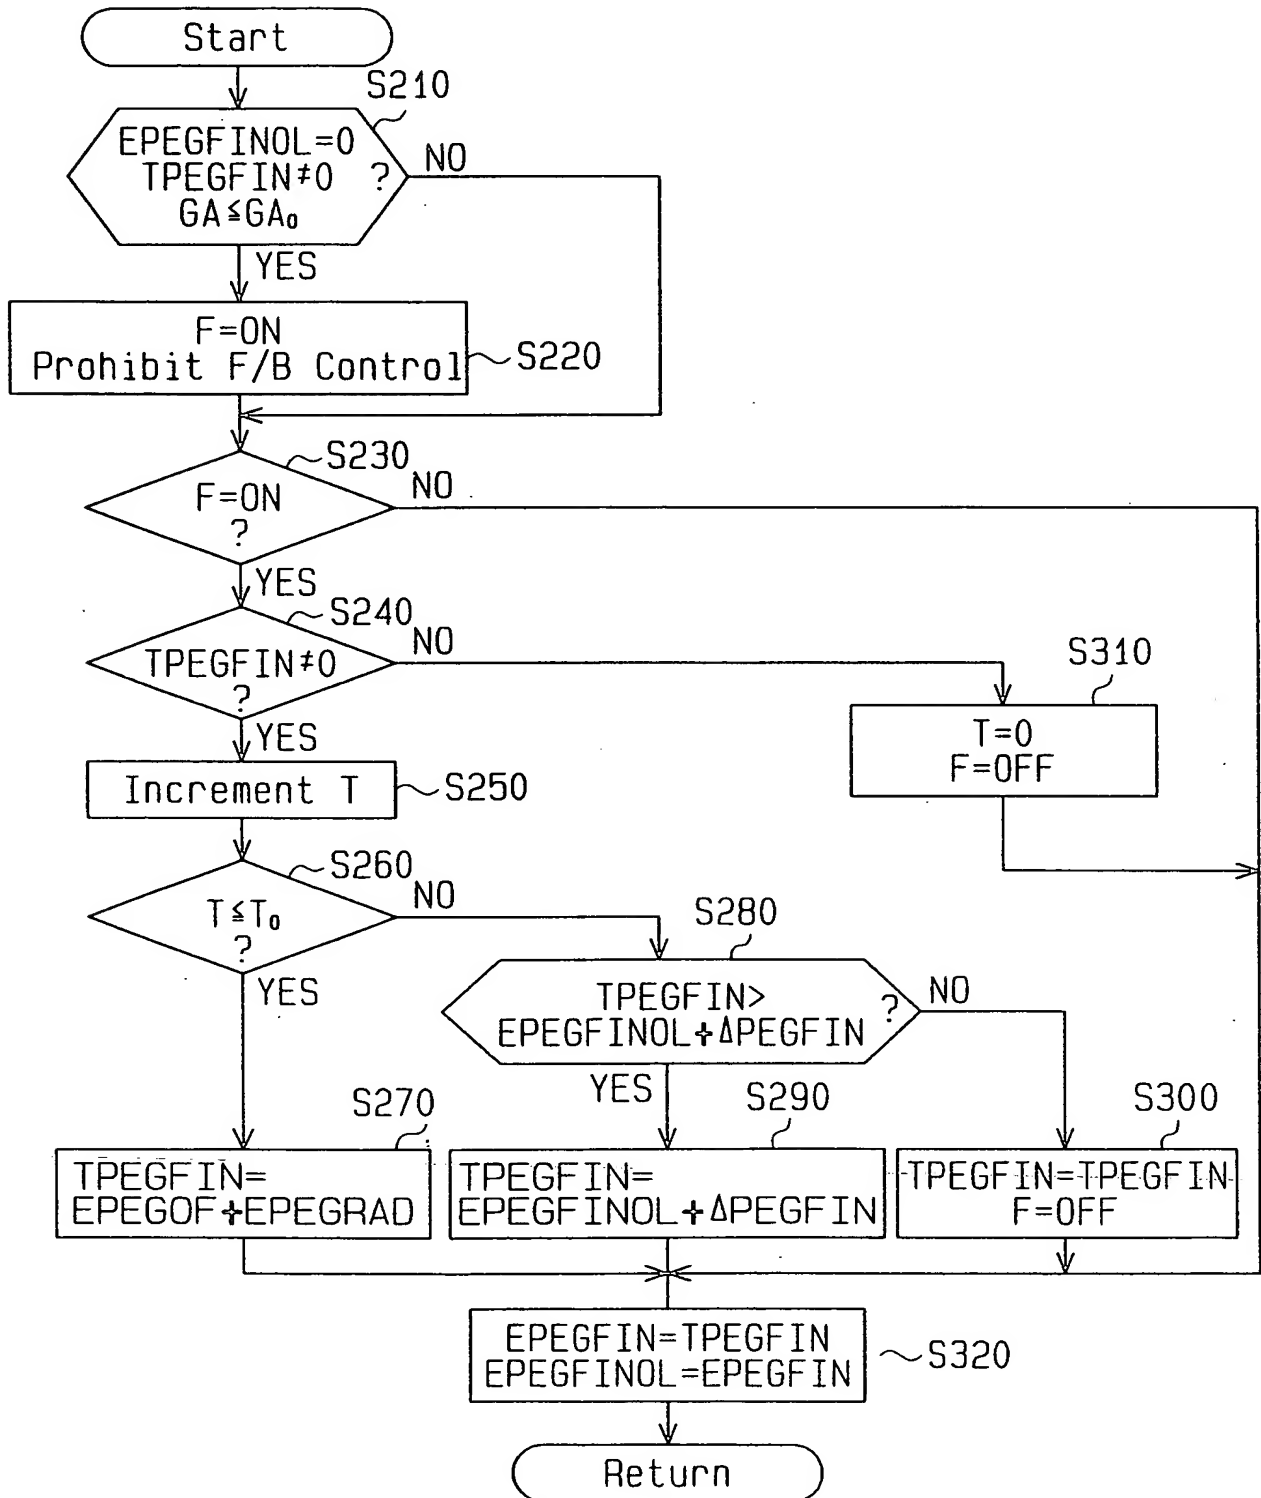 Start
S210
EPEGFINOL=0
TPEGFIN≠0 ?
GA≦GA₀
NO
YES
F=ON
Prohibit F/B Control
S220
S230
F=ON
?
NO
YES
S240
TPEGFIN≠0
?
NO
YES
S310
T=0
F=OFF
Increment T
S250
S260
T≦T₀
?
NO
YES
S280
TPEGFIN>
EPEGFINOL+ΔPEGFIN ?
NO
YES
S270
TPEGFIN=
EPEGOF+EPEGRAD
S290
TPEGFIN=
EPEGFINOL+ΔPEGFIN
S300
TPEGFIN=TPEGFIN
F=OFF
EPEGFIN=TPEGFIN
EPEGFINOL=EPEGFIN
S320
Return